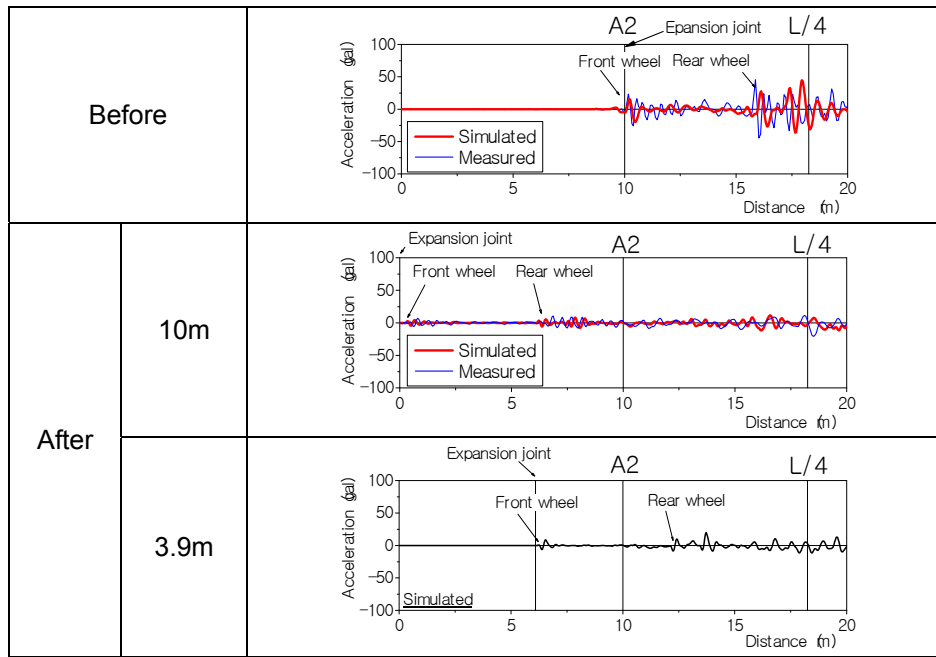 Before
A2
Epansion joint
L/4
Front wheel
Rear wheel
Acceleration (gal)
100
50
0
−50
−100
Simulated
Measured
0
5
10
15
20
Distance (m)
After
10m
Expansion joint
A2
L/4
Front wheel
Rear wheel
Acceleration (gal)
100
50
0
−50
−100
Simulated
Measured
0
5
10
15
20
Distance (m)
3.9m
Expansion joint
A2
L/4
Front wheel
Rear wheel
Acceleration (gal)
100
50
0
−50
−100
Simulated
0
5
10
15
20
Distance (m)